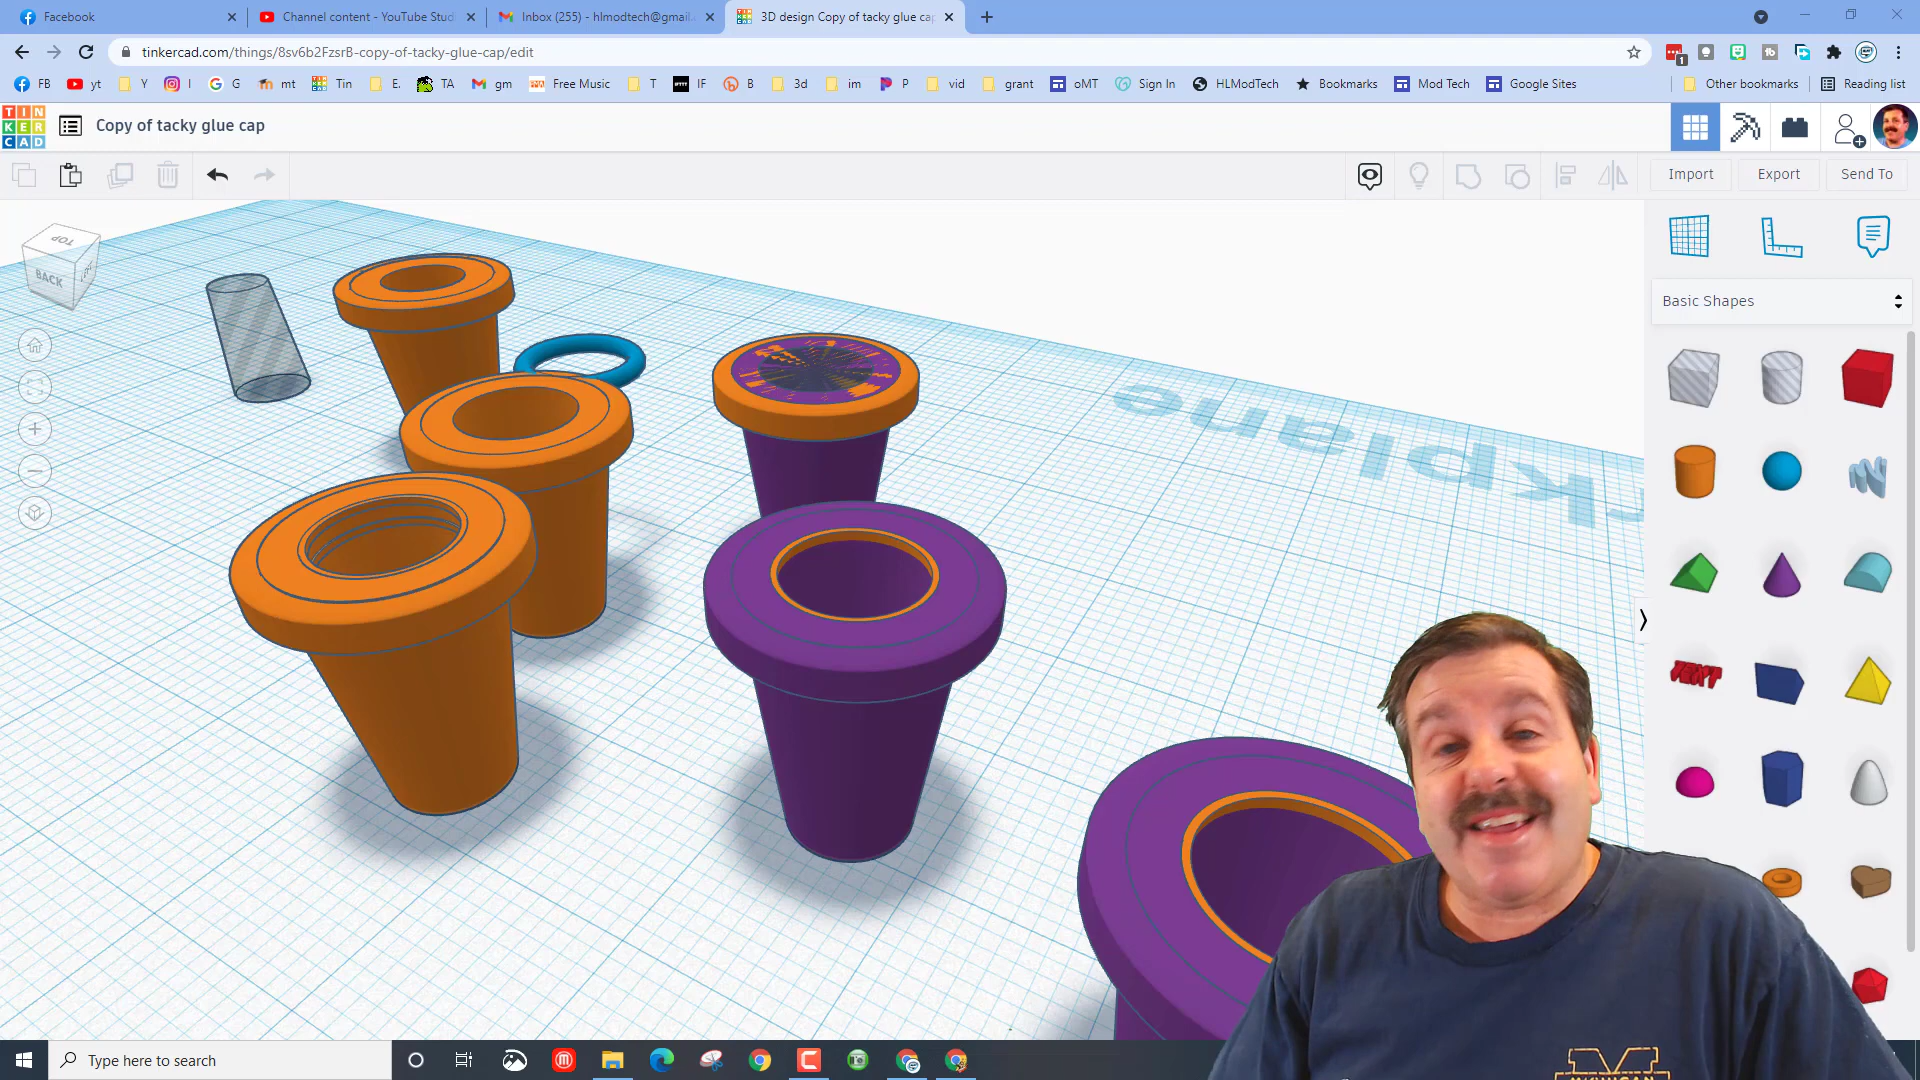 Facebook
Channel content - YouTube Stud
Inbox (255) - hlmodtech@gmail.
3D design Copy of tacky glue ca
tinkercad.com/things/8sv6b2FzsrB-copy-of-tacky-glue-cap/edit
FB yt Y I G mt Tin E. TA gm Free Music T IF B 3d im P vid grant oMT Sign In HLModTech Bookmarks Mod Tech Google Sites Other bookmarks Reading list
TIN
KER
CAD
Copy of tacky glue cap
Import Export Send To
TOP
BACK
Basic Shapes
rkplane
TEXT
Type here to search
MICHIGAN